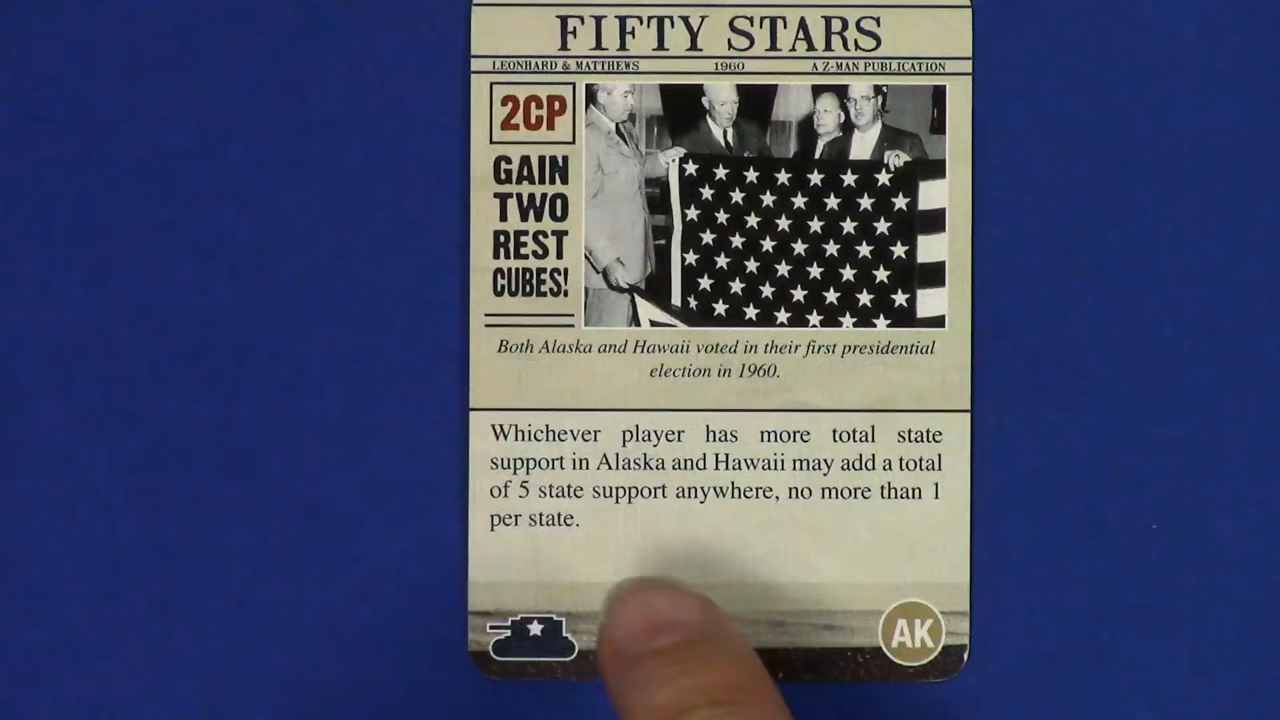 FIFTY STARS
LEONHARD & MATTHEWS 1960 A Z-MAN PUBLICATION
2CP
GAIN
TWO
REST
CUBES!
Both Alaska and Hawaii voted in their first presidential
election in 1960.
Whichever player has more total state
support in Alaska and Hawaii may add a total
of 5 state support anywhere, no more than 1
per state.
AK